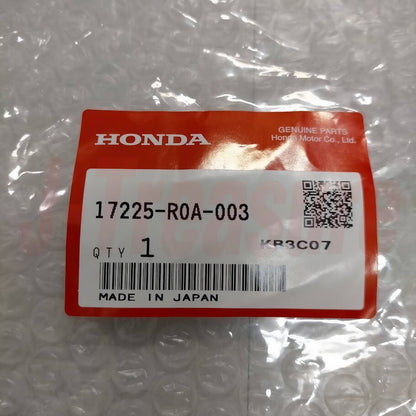 HONDA
GENUINE PARTS
Honda Motor Co., Ltd.
17225-R0A-003
QTY 1
KB3C07
MADE IN JAPAN